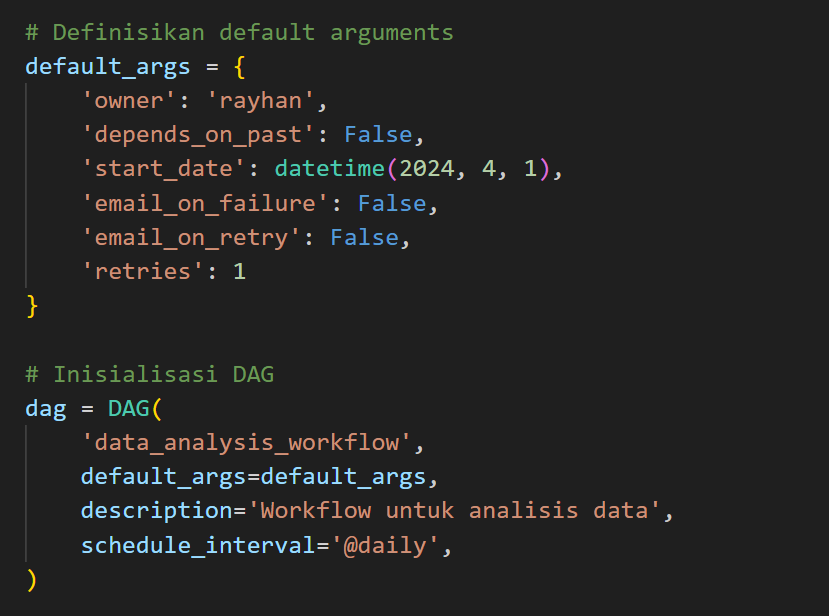 # Definisikan default arguments
default_args = {
    'owner': 'rayhan',
    'depends_on_past': False,
    'start_date': datetime(2024, 4, 1),
    'email_on_failure': False,
    'email_on_retry': False,
    'retries': 1
}

# Inisialisasi DAG
dag = DAG(
    'data_analysis_workflow',
    default_args=default_args,
    description='Workflow untuk analisis data',
    schedule_interval='@daily',
)